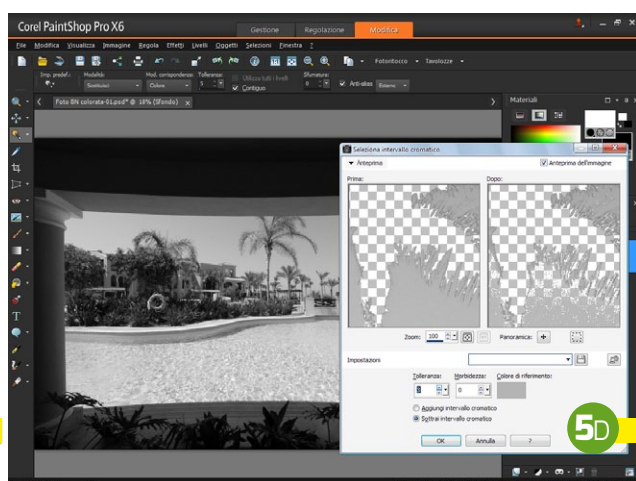 Corel PaintShop Pro X6
Gestione Regolazione Modifica
File Modifica Visualizza Immagine Regola Effetti Livelli Oggetti Selezioni Finestra ?
Fotoritocco Tavolozze
Imp. predef.: Modalità: Mod. corrispondenza: Tolleranza: Utilizza tutti i livelli Sfumatura:
Sostituisci Colore 5 Contiguo 0 Anti-alias Esterno
Foto BN colorata-01.psd* @ 18% (Sfondo) x
Materiali
Seleziona intervallo cromatico
Anteprima Anteprima dell'immagine
Prima: Dopo:
Zoom: 100 Panoramica:
Impostazioni
Tolleranza: Morbidezza: Colore di riferimento:
0
Aggiungi intervallo cromatico
Sottrai intervallo cromatico
OK Annulla ?
5D